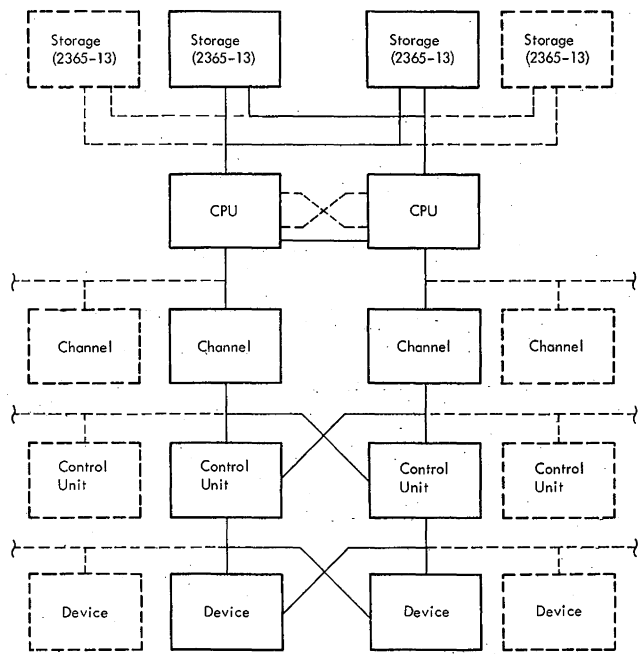 Storage
(2365-13)
Storage
(2365-13)
Storage
(2365-13)
Storage
(2365-13)
CPU
CPU
Channel
Channel
Channel
Channel
Control
Unit
Control
Unit
Control
Unit
Control
Unit
Device
Device
Device
Device